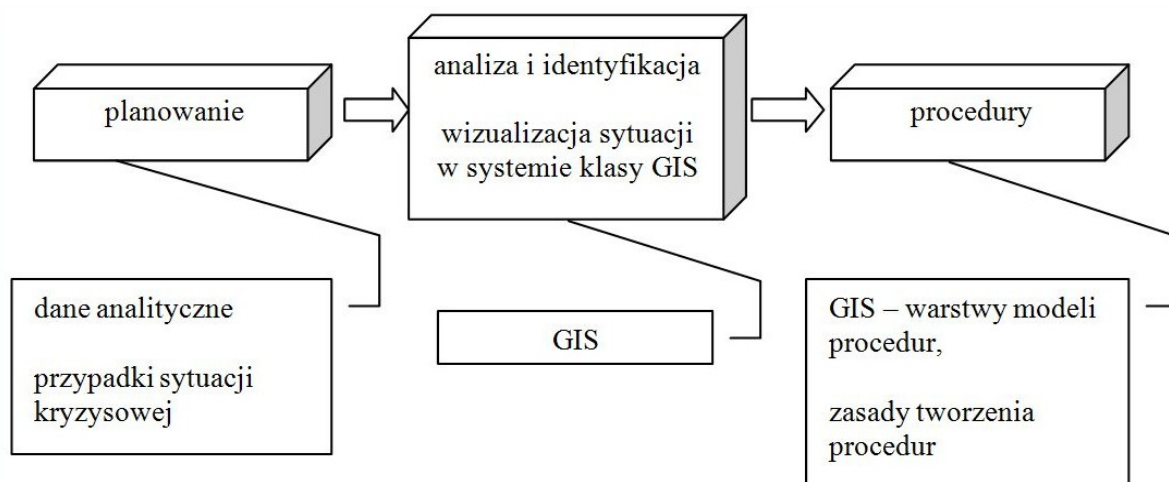 planowanie
analiza i identyfikacja
wizualizacja sytuacji
w systemie klasy GIS
procedury
dane analityczne
przypadki sytuacji
kryzysowej
GIS
GIS – warstwy modeli
procedur,
zasady tworzenia
procedur